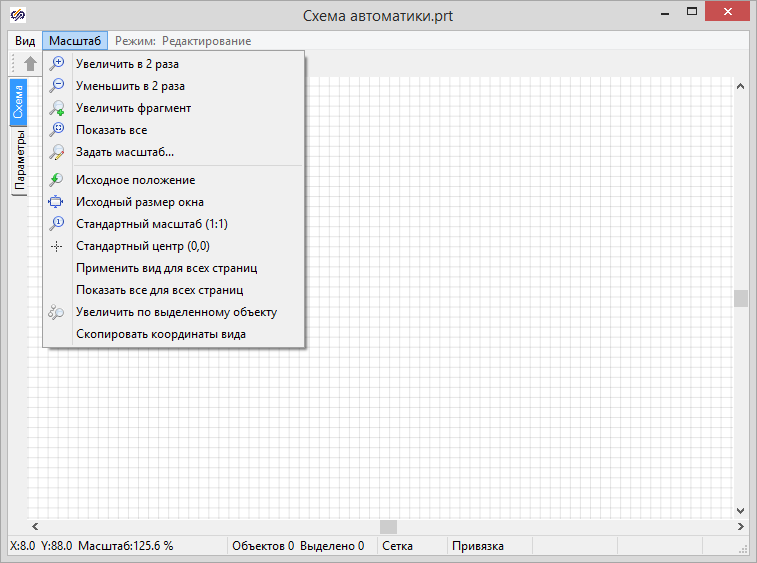 Схема автоматики.prt
Вид Масштаб Режим: Редактирование
Увеличить в 2 раза
Уменьшить в 2 раза
Увеличить фрагмент
Показать все
Задать масштаб...
Исходное положение
Исходный размер окна
Стандартный масштаб (1:1)
Стандартный центр (0,0)
Применить вид для всех страниц
Показать все для всех страниц
Увеличить по выделенному объекту
Скопировать координаты вида
Схема
Параметры
X:8.0 Y:88.0 Масштаб:125.6 % Объектов 0 Выделено 0 Сетка Привязка